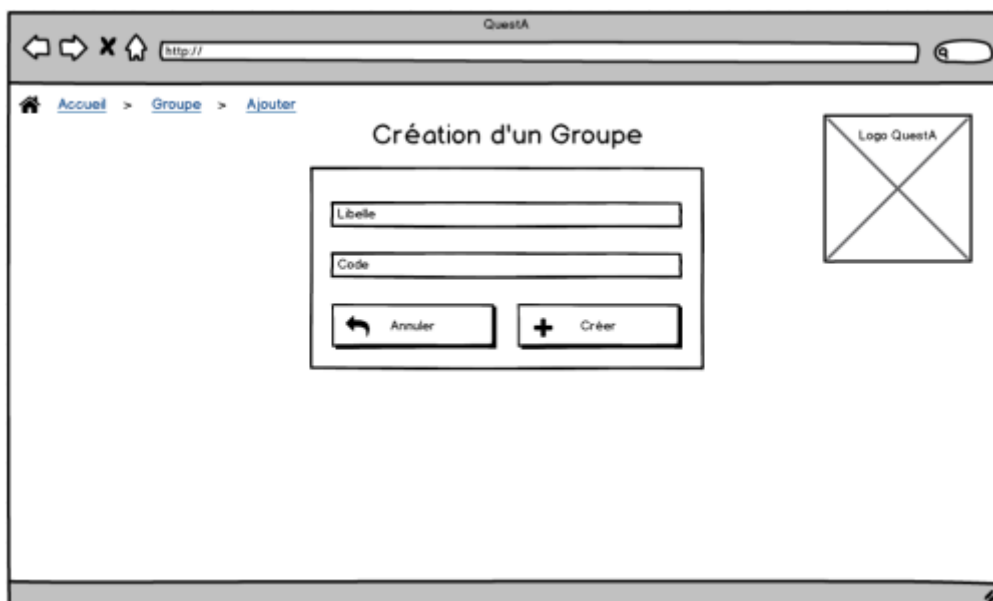 QuestA
http://
Accueil > Groupe > Ajouter
Création d'un Groupe
Logo QuestA
Libelle
Code
Annuler
Créer